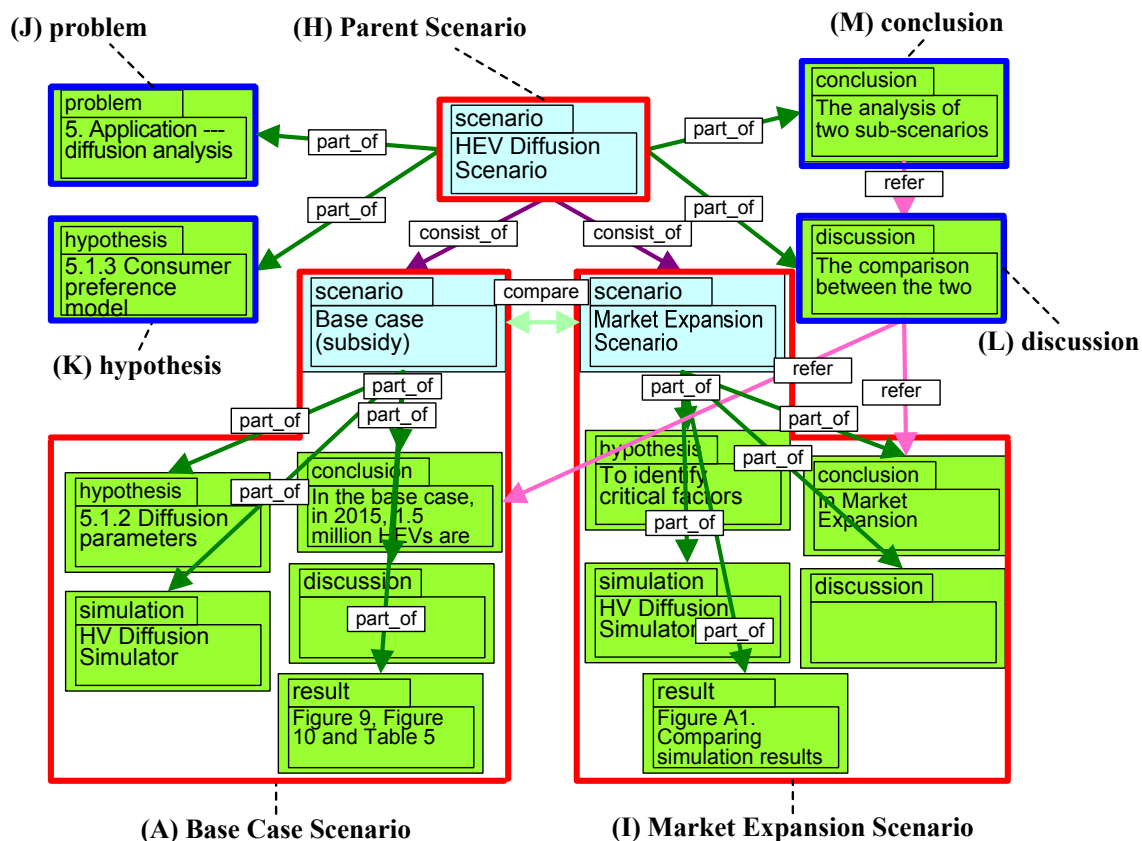 (J) problem
(H) Parent Scenario
(M) conclusion
problem
5. Application ---
diffusion analysis
part_of
scenario
HEV Diffusion
Scenario
part_of
conclusion
The analysis of
two sub-scenarios
refer
part_of
part_of
hypothesis
5.1.3 Consumer
preference
model
consist_of
consist_of
discussion
The comparison
between the two
(K) hypothesis
(L) discussion
scenario
Base case
(subsidy)
compare
scenario
Market Expansion
Scenario
refer
refer
part_of
part_of
part_of
part_of
part_of
hypothesis
5.1.2 Diffusion
parameters
conclusion
In the base case,
in 2015, 1.5
million HEVs are
hypothesis
To identify
critical factors
part_of
part_of
conclusion
in Market
Expansion
part_of
simulation
HV Diffusion
Simulator
discussion
part_of
simulation
HV Diffusion
Simulator
part_of
discussion
result
Figure 9, Figure
10 and Table 5
result
Figure A1.
Comparing
simulation results
(A) Base Case Scenario
(I) Market Expansion Scenario